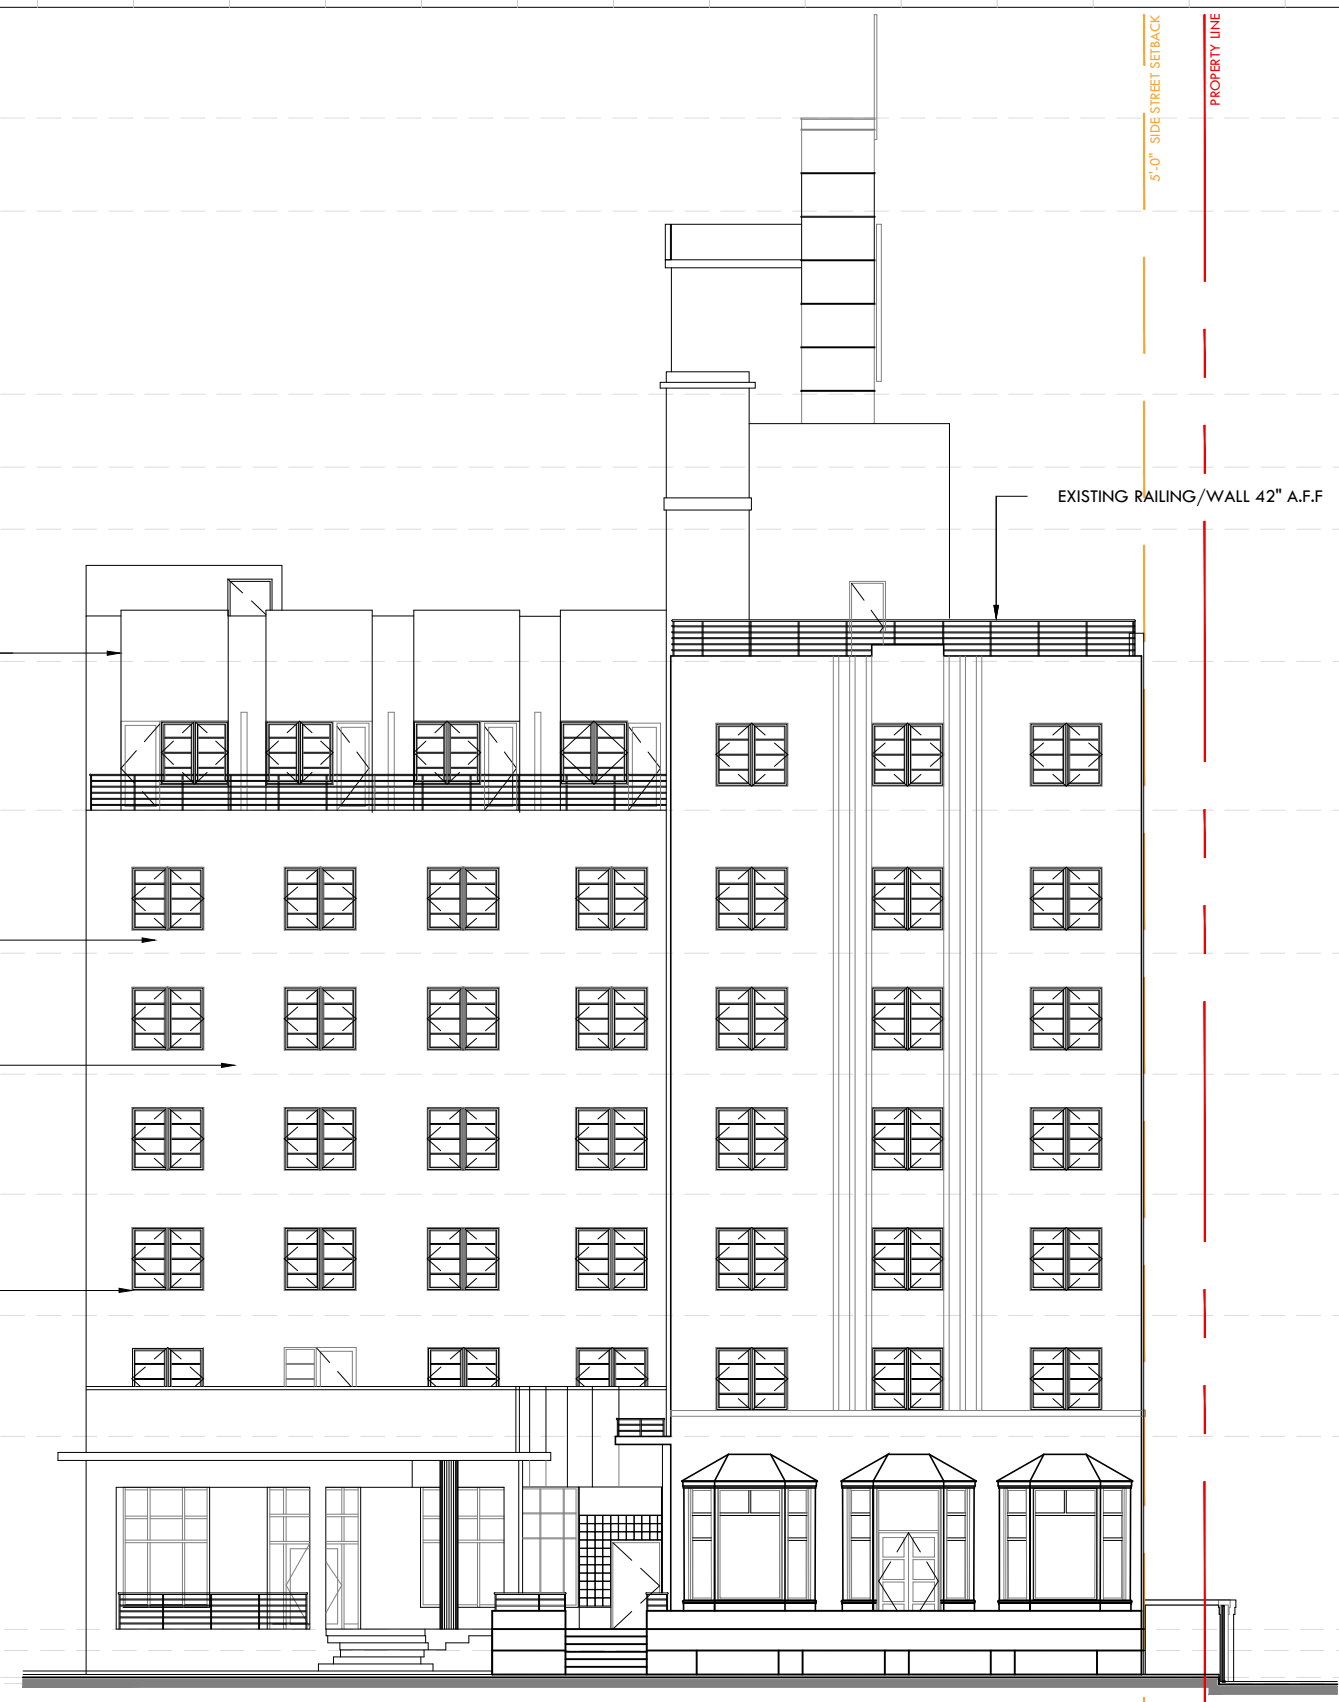 5'-0" SIDE STREET SETBACK
PROPERTY LINE
EXISTING RAILING/WALL 42" A.F.F